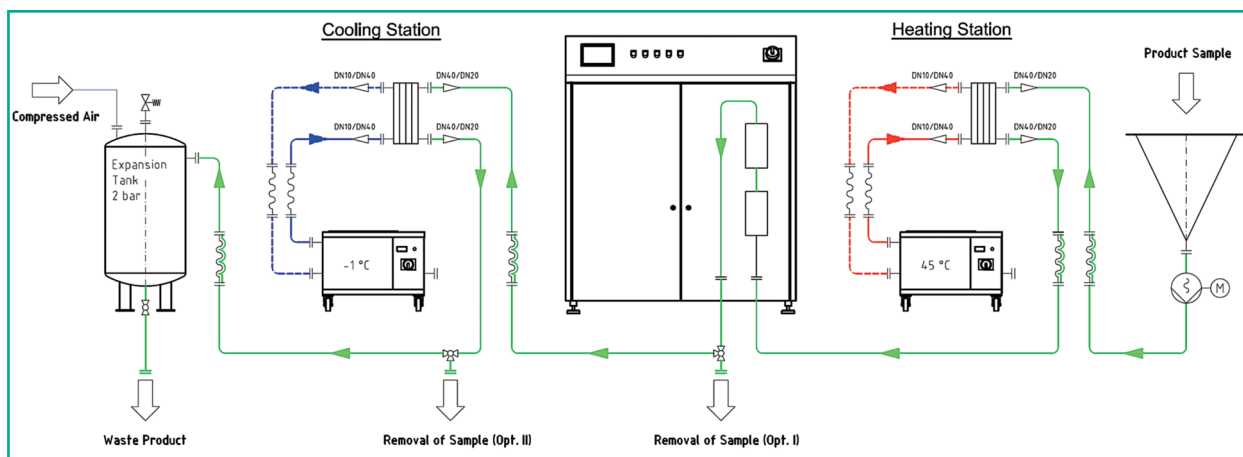 Cooling Station
Heating Station
Product Sample
Compressed Air
DN10/DN40
DN40/DN20
DN10/DN40
DN40/DN20
DN10/DN40
DN40/DN20
DN10/DN40
DN40/DN20
Expansion
Tank
2 bar
-1 °C
45 °C
M
Waste Product
Removal of Sample (Opt. II)
Removal of Sample (Opt. I)